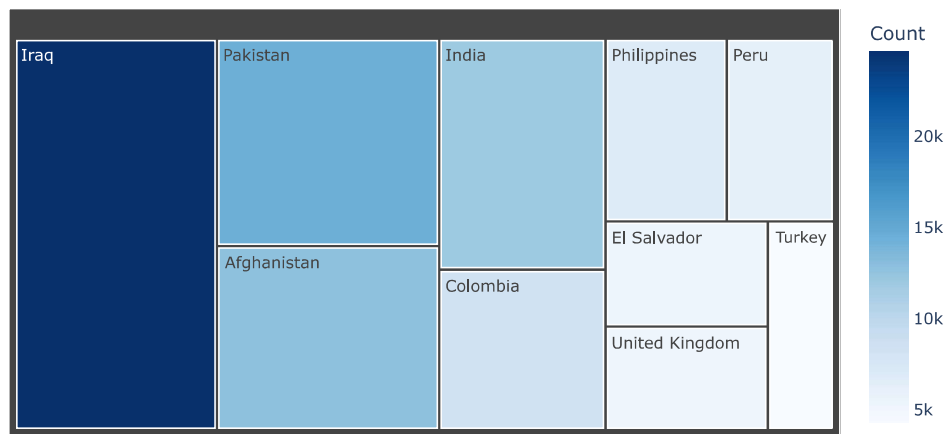 Iraq
Pakistan
India
Philippines
Peru
Afghanistan
Colombia
El Salvador
Turkey
United Kingdom
Count
20k
15k
10k
5k